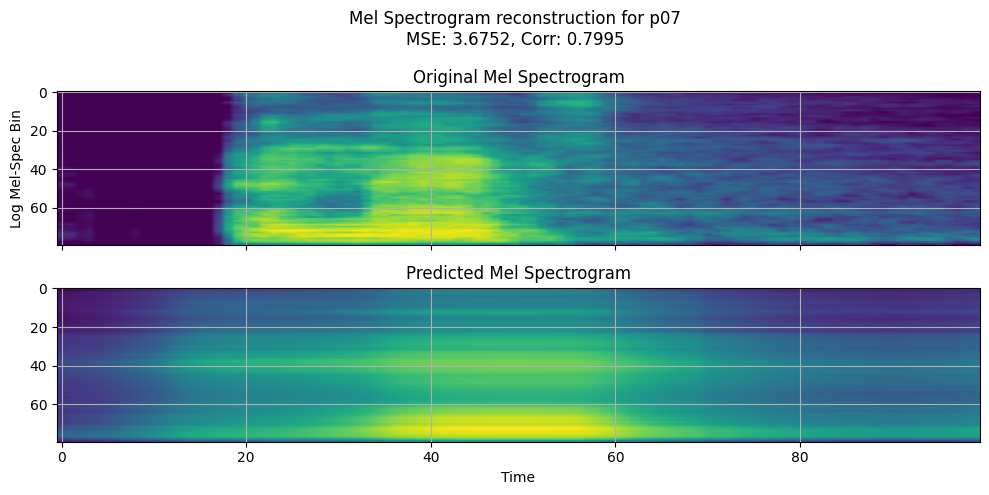 Mel Spectrogram reconstruction for p07
MSE: 3.6752, Corr: 0.7995
Original Mel Spectrogram
Log Mel-Spec Bin
0
20
40
60
Predicted Mel Spectrogram
0
20
40
60
0 20 40 60 80
Time